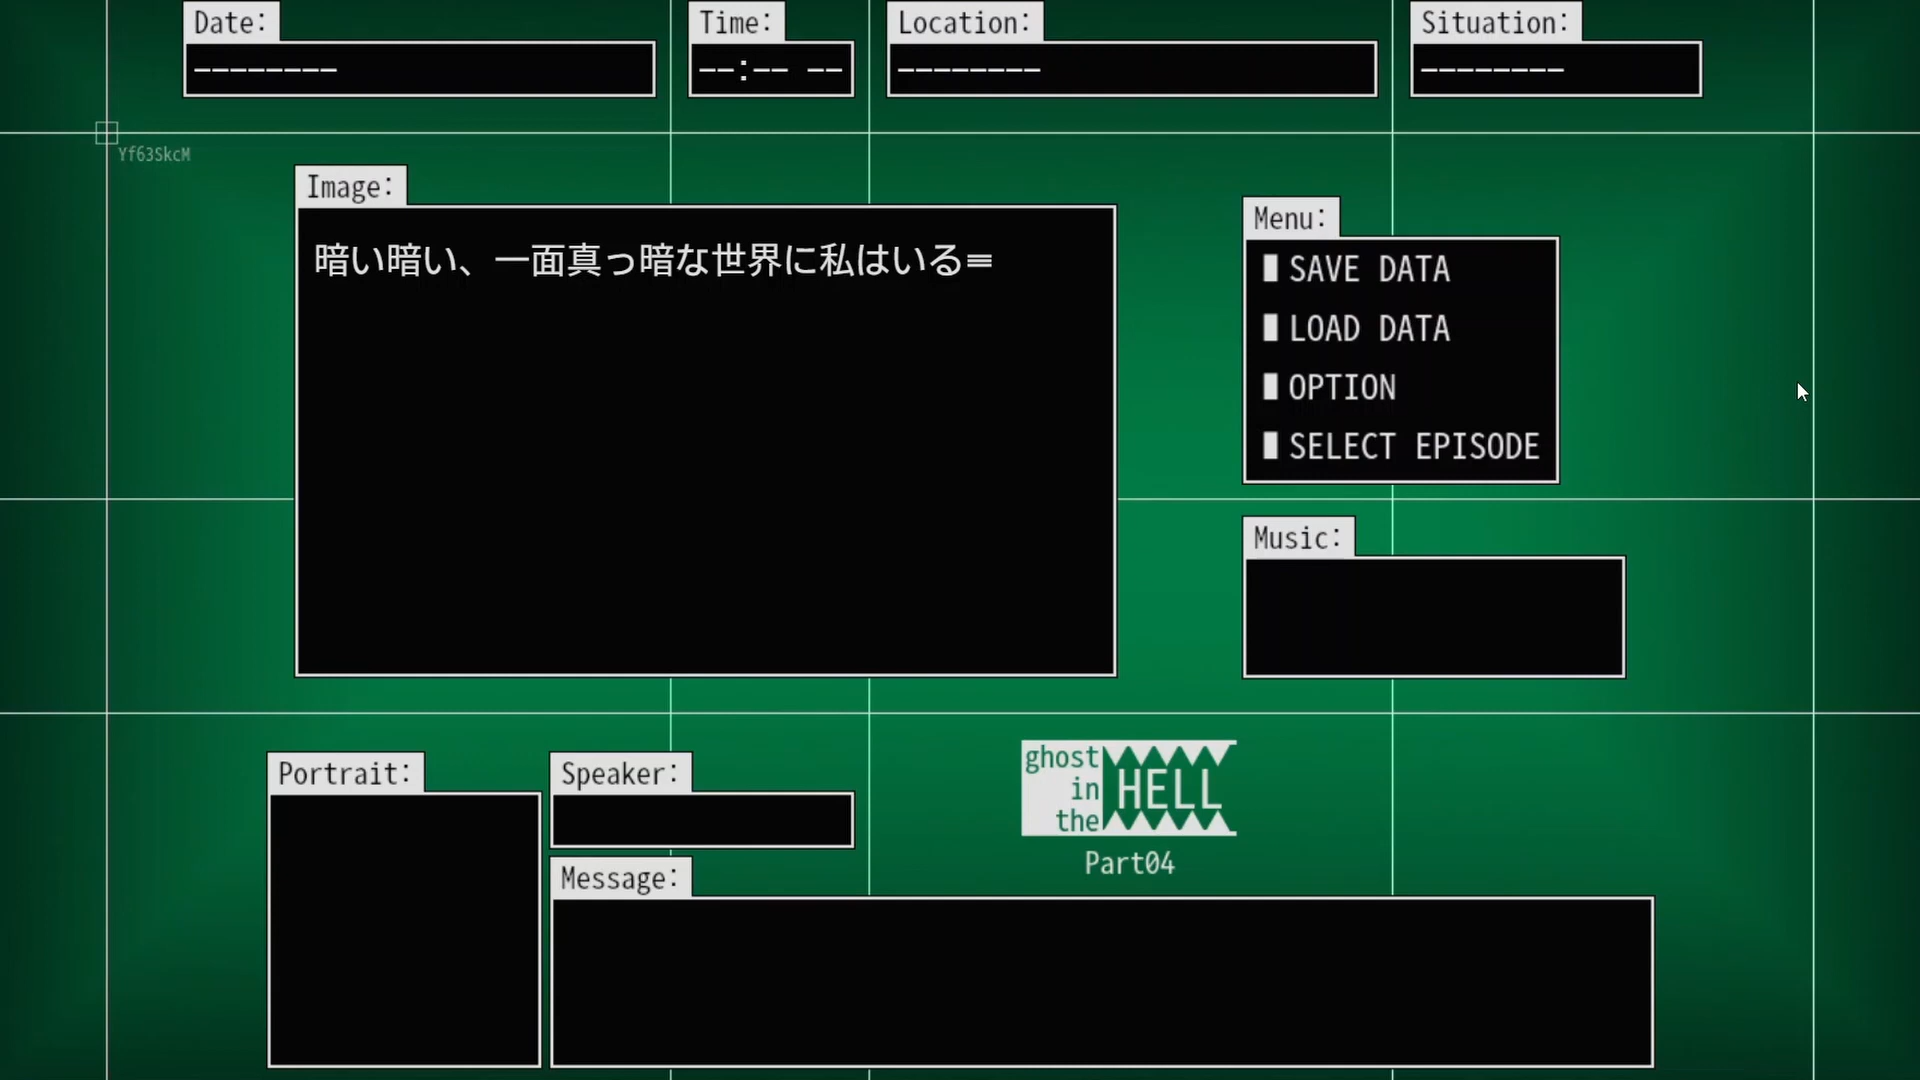 Date:
--------
Time:
--:-- --
Location:
--------
Situation:
--------
Yf63SkcM
Image:
暗い暗い、一面真っ暗な世界に私はいる
Menu:
SAVE DATA
LOAD DATA
OPTION
SELECT EPISODE
Music:
Portrait:
Speaker:
Message:
ghost
in
the
HELL
Part04